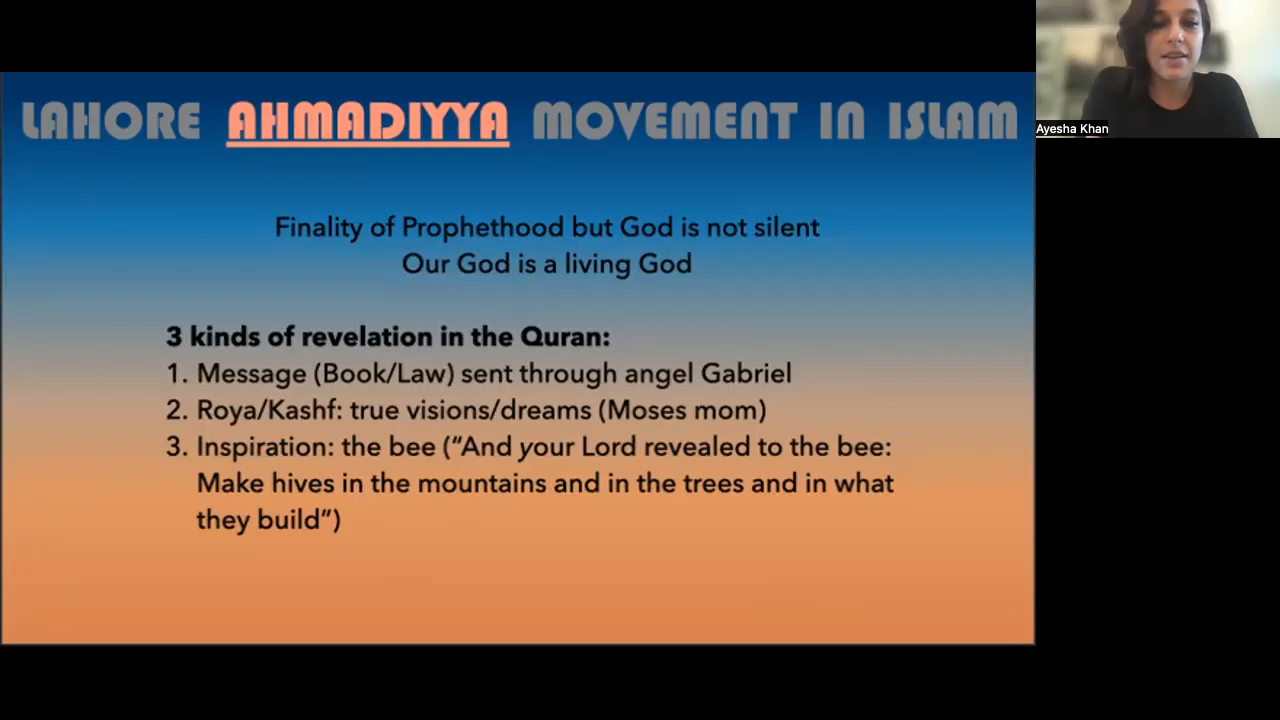 LAHORE AHMADIYYA MOVEMENT IN ISLAM
Ayesha Khan
Finality of Prophethood but God is not silent
Our God is a living God
3 kinds of revelation in the Quran:
1. Message (Book/Law) sent through angel Gabriel
2. Roya/Kashf: true visions/dreams (Moses mom)
3. Inspiration: the bee (“And your Lord revealed to the bee:
Make hives in the mountains and in the trees and in what
they build”)